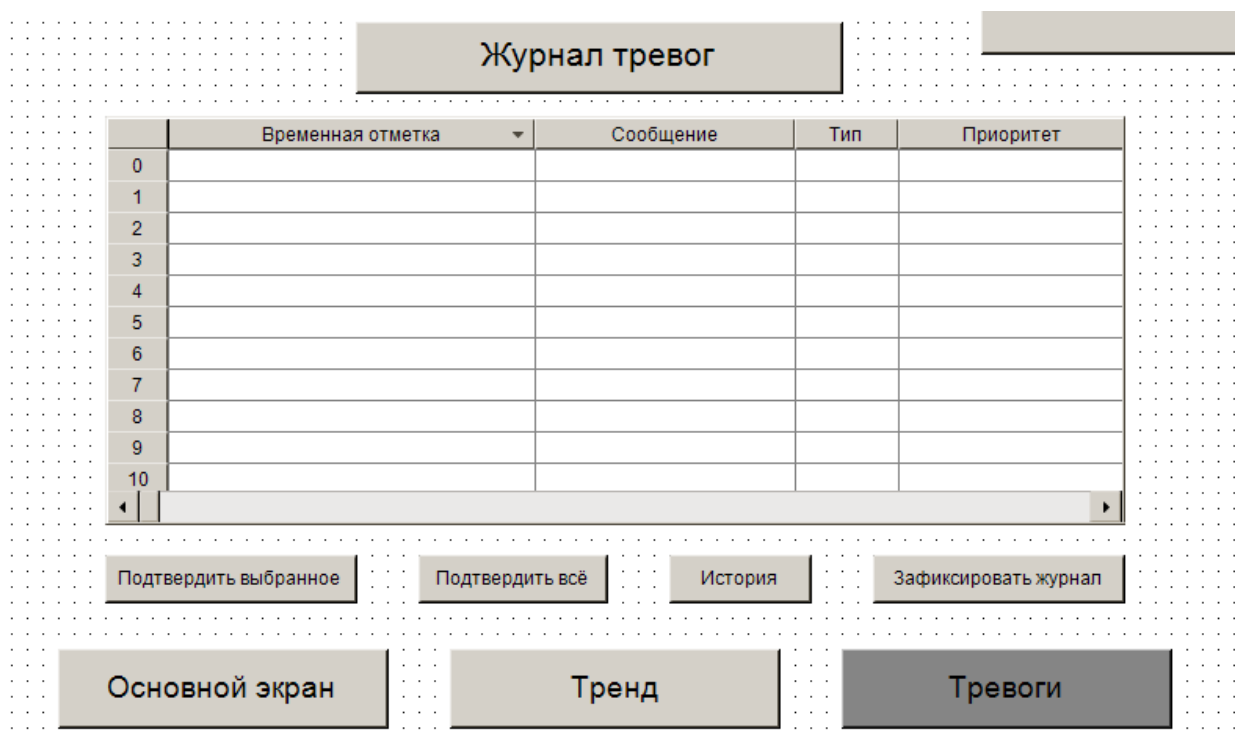 Журнал тревог
Временная отметка Сообщение Тип Приоритет
0
1
2
3
4
5
6
7
8
9
10
Подтвердить выбранное Подтвердить всё История Зафиксировать журнал
Основной экран Тренд Тревоги